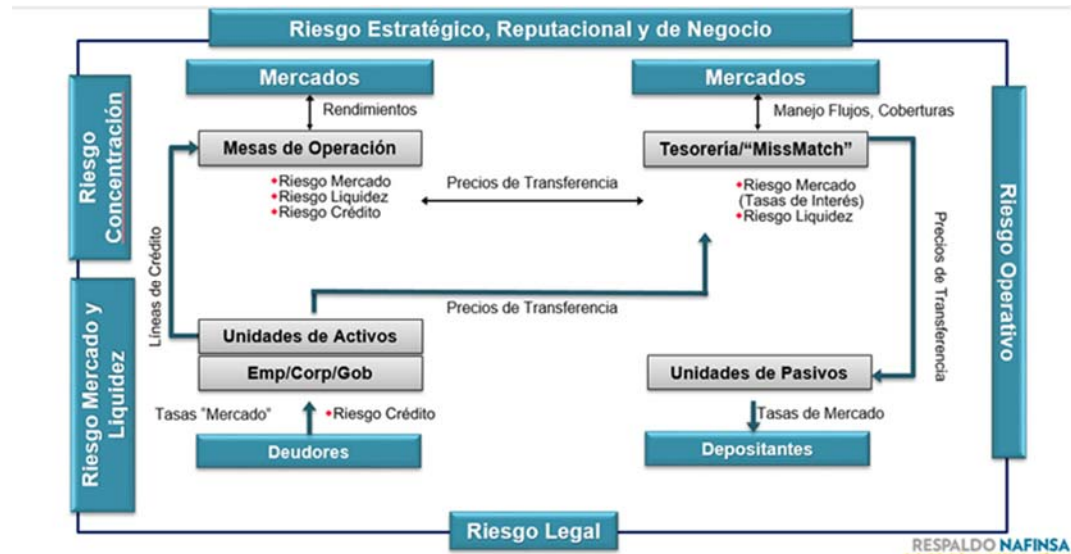 Riesgo Estratégico, Reputacional y de Negocio
Mercados
Mercados
Rendimientos
Manejo Flujos, Coberturas
Riesgo
Concentración
Mesas de Operación
Tesorería/“MissMatch”
Riesgo Mercado
Riesgo Liquidez
Riesgo Crédito
Precios de Transferencia
Riesgo Mercado
(Tasas de Interés)
Riesgo Liquidez
Precios de Transferencia
Riesgo Operativo
Líneas de Crédito
Precios de Transferencia
Riesgo Mercado y
Liquidez
Unidades de Activos
Emp/Corp/Gob
Unidades de Pasivos
Tasas "Mercado"
Riesgo Crédito
Tasas de Mercado
Deudores
Depositantes
Riesgo Legal
RESPALDO NAFINSA